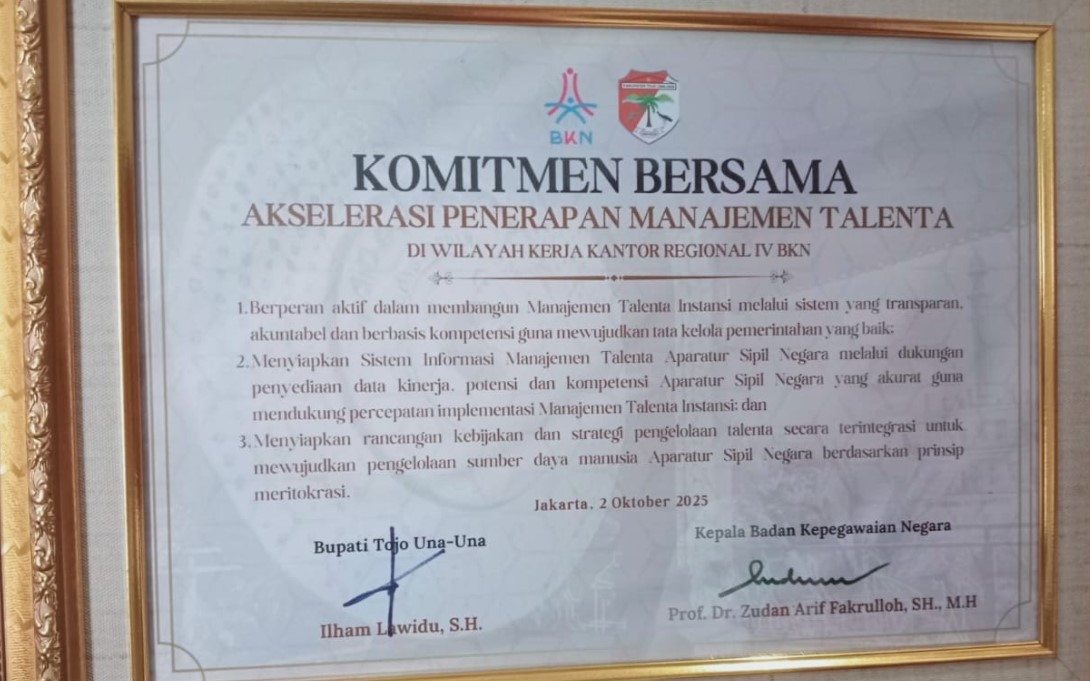 BKN
KOMITMEN BERSAMA
AKSELERASI PENERAPAN MANAJEMEN TALENTA
DI WILAYAH KERJA KANTOR REGIONAL IV BKN
1. Berperan aktif dalam membangun Manajemen Talenta Instansi melalui sistem yang transparan,
akuntabel dan berbasis kompetensi guna mewujudkan tata kelola pemerintahan yang baik;
2. Menyiapkan Sistem Informasi Manajemen Talenta Aparatur Sipil Negara melalui dukungan
penyediaan data kinerja, potensi dan kompetensi Aparatur Sipil Negara yang akurat guna
mendukung percepatan implementasi Manajemen Talenta Instansi; dan
3. Menyiapkan rancangan kebijakan dan strategi pengelolaan talenta secara terintegrasi untuk
mewujudkan pengelolaan sumber daya manusia Aparatur Sipil Negara berdasarkan prinsip
meritokrasi.
Jakarta, 2 Oktober 2025
Bupati Tojo Una-Una
Ilham Lawidu, S.H.
Kepala Badan Kepegawaian Negara
Prof. Dr. Zudan Arif Fakrulloh, SH., M.H